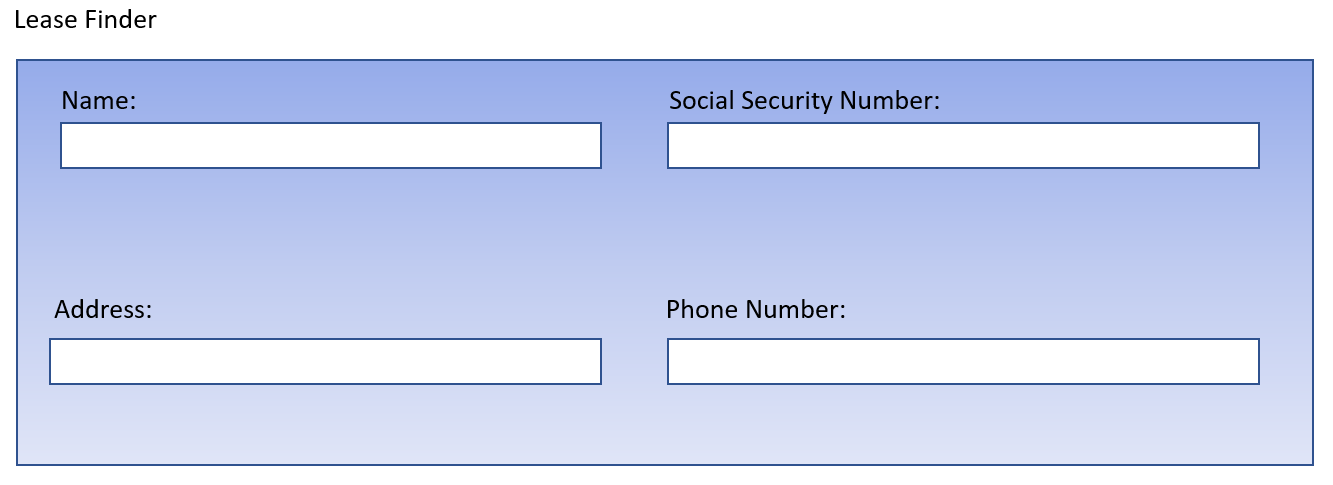 Lease Finder
Name:
Social Security Number:
Address:
Phone Number: